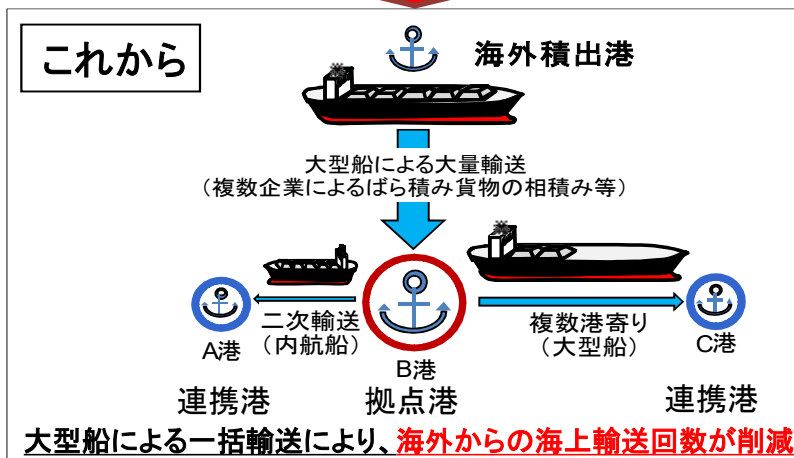 これから
海外積出港
大型船による大量輸送
（複数企業によるばら積み貨物の相積み等）
二次輸送
（内航船）
複数港寄り
（大型船）
A港
B港
C港
連携港
拠点港
連携港
大型船による一括輸送により、海外からの海上輸送回数が削減